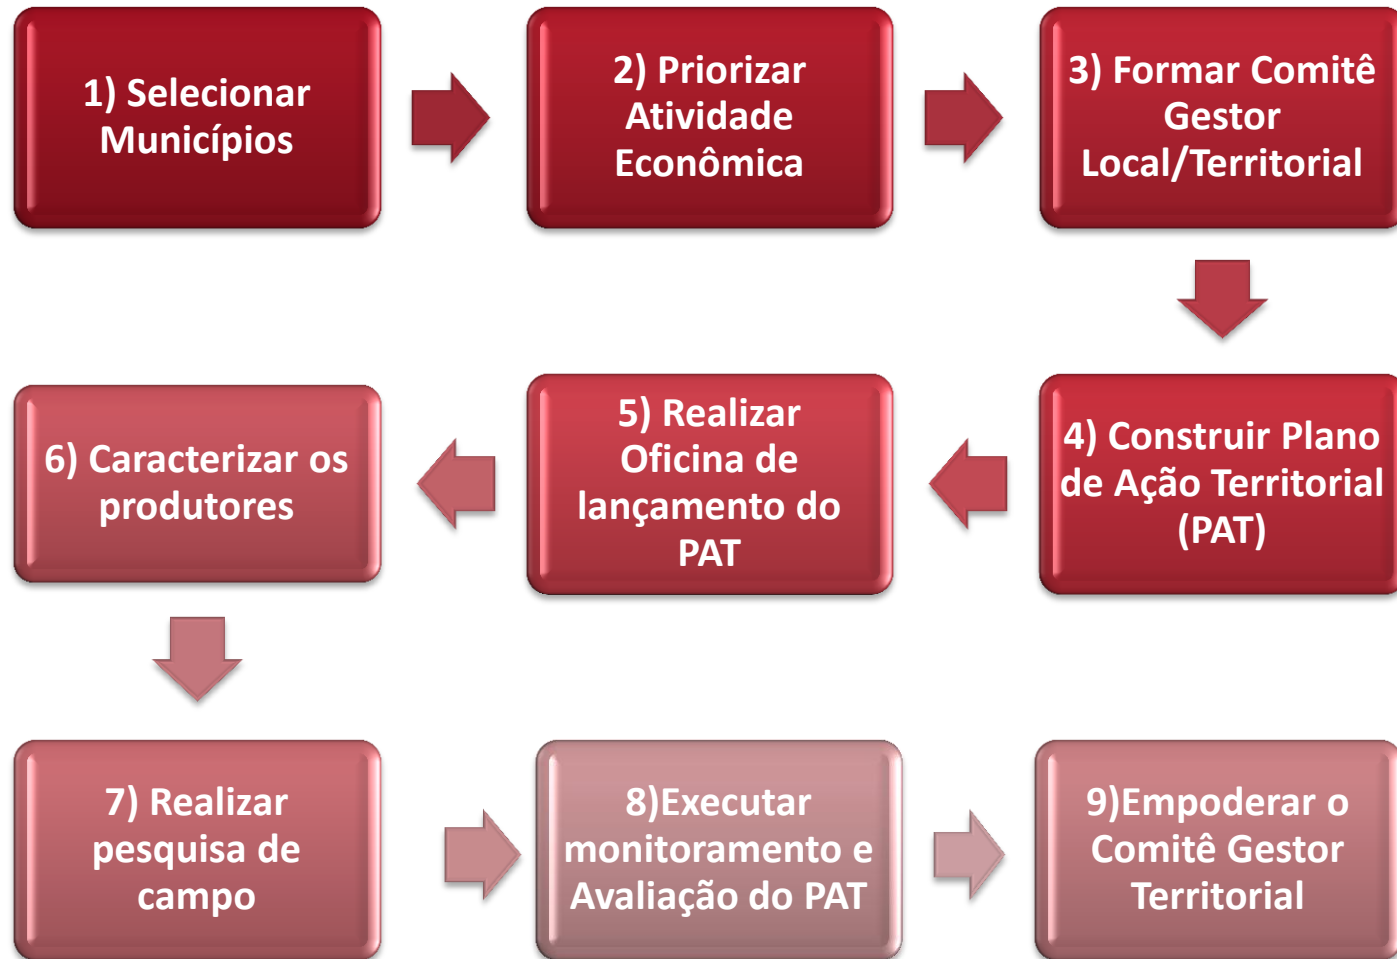 1) Selecionar
Municípios
2) Priorizar
Atividade
Econômica
3) Formar Comitê
Gestor
Local/Territorial
4) Construir Plano
de Ação Territorial
(PAT)
5) Realizar
Oficina de
lançamento do
PAT
6) Caracterizar os
produtores
7) Realizar
pesquisa de
campo
8)Executar
monitoramento e
Avaliação do PAT
9)Empoderar o
Comitê Gestor
Territorial